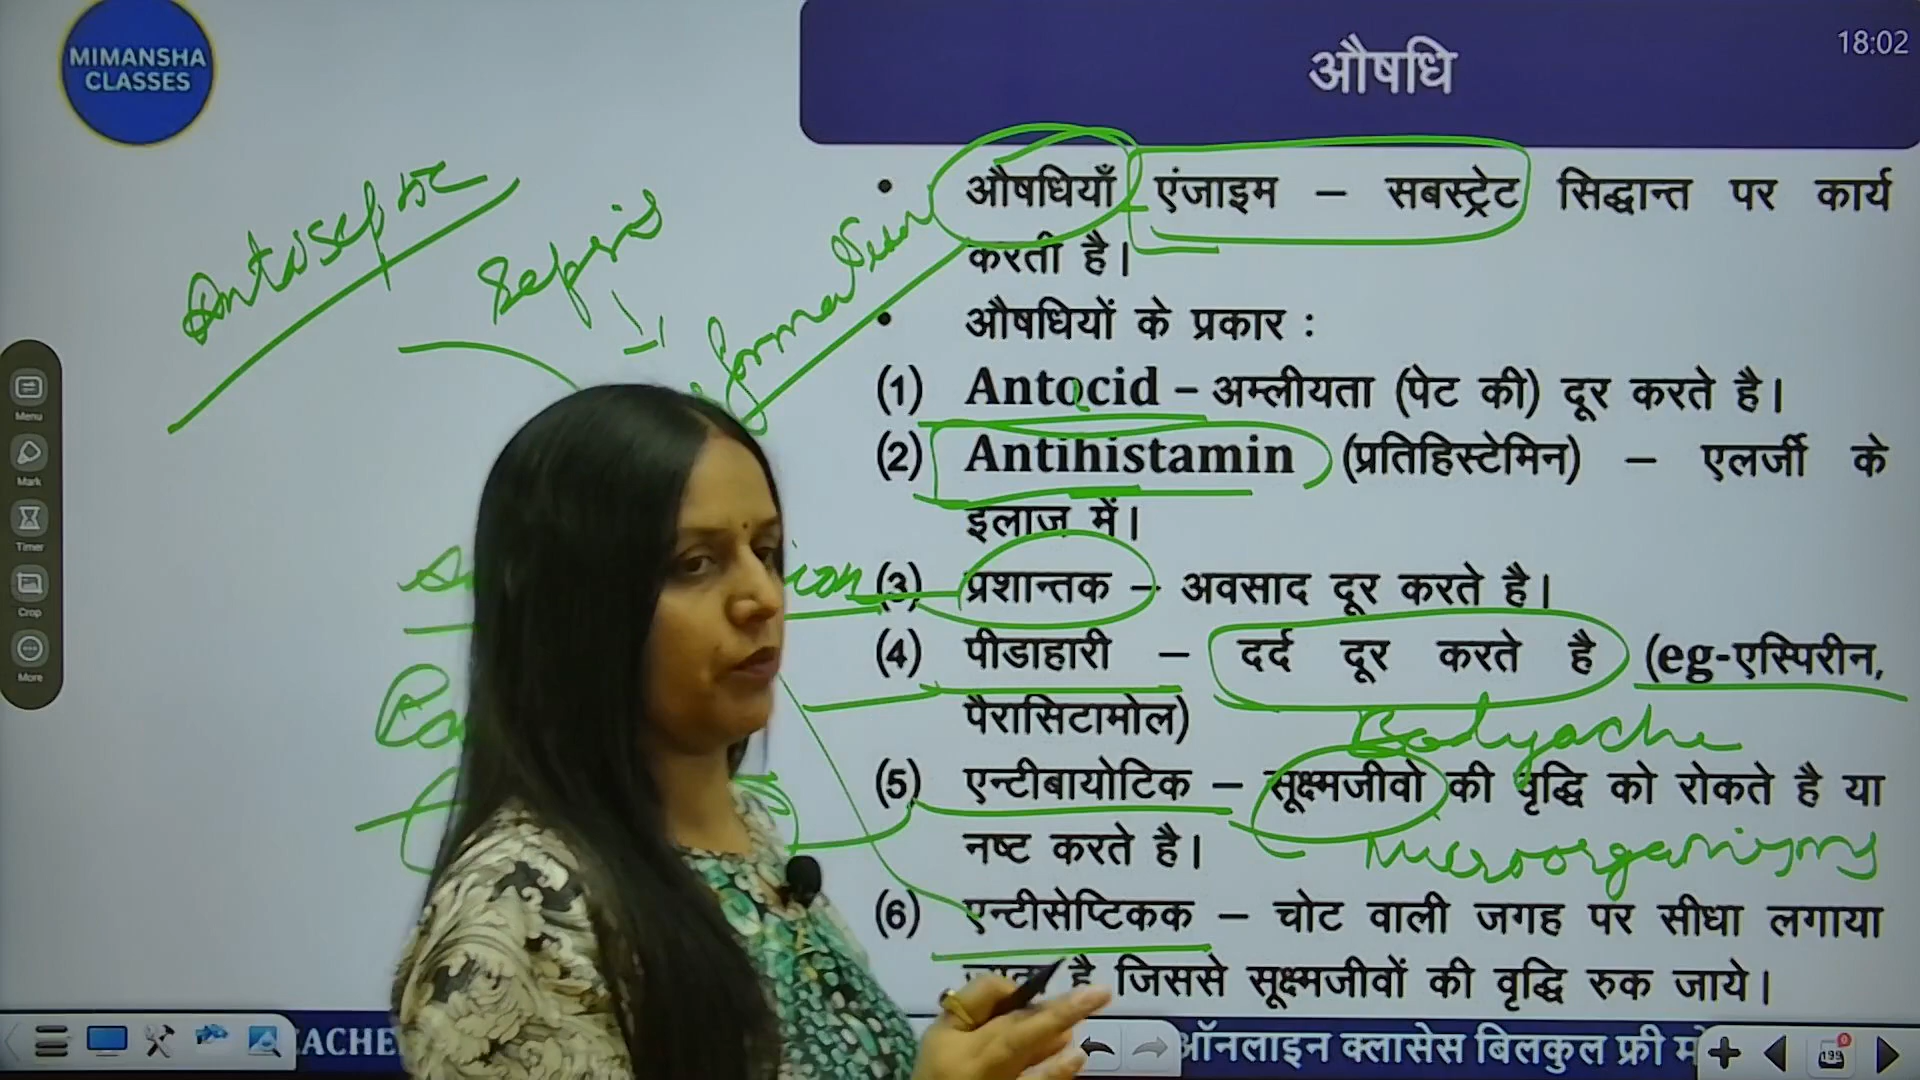 MIMANSHA
CLASSES
औषधि
18:02
• औषधियाँ एंजाइम – सबस्ट्रेट सिद्धान्त पर कार्य
करती है।
• औषधियों के प्रकार :
(1) Antocid – अम्लीयता (पेट की) दूर करते है।
(2) Antihistamin (प्रतिहिस्टेमिन) – एलर्जी के
इलाज में।
(3) प्रशान्तक – अवसाद दूर करते है।
(4) पीडाहारी – दर्द दूर करते है (eg-एस्पिरीन,
पैरासिटामोल)
Bodyache
(5) एन्टीबायोटिक – सूक्ष्मजीवो की वृद्धि को रोकते है या
नष्ट करते है।
Microorganisms
(6) एन्टीसेप्टिकक – चोट वाली जगह पर सीधा लगाया
है जिससे सूक्ष्मजीवों की वृद्धि रुक जाये।
Antiseptic
Sepsis
Menu
Mark
Timer
Crop
More
ऑनलाइन क्लासेस बिलकुल फ्री
199